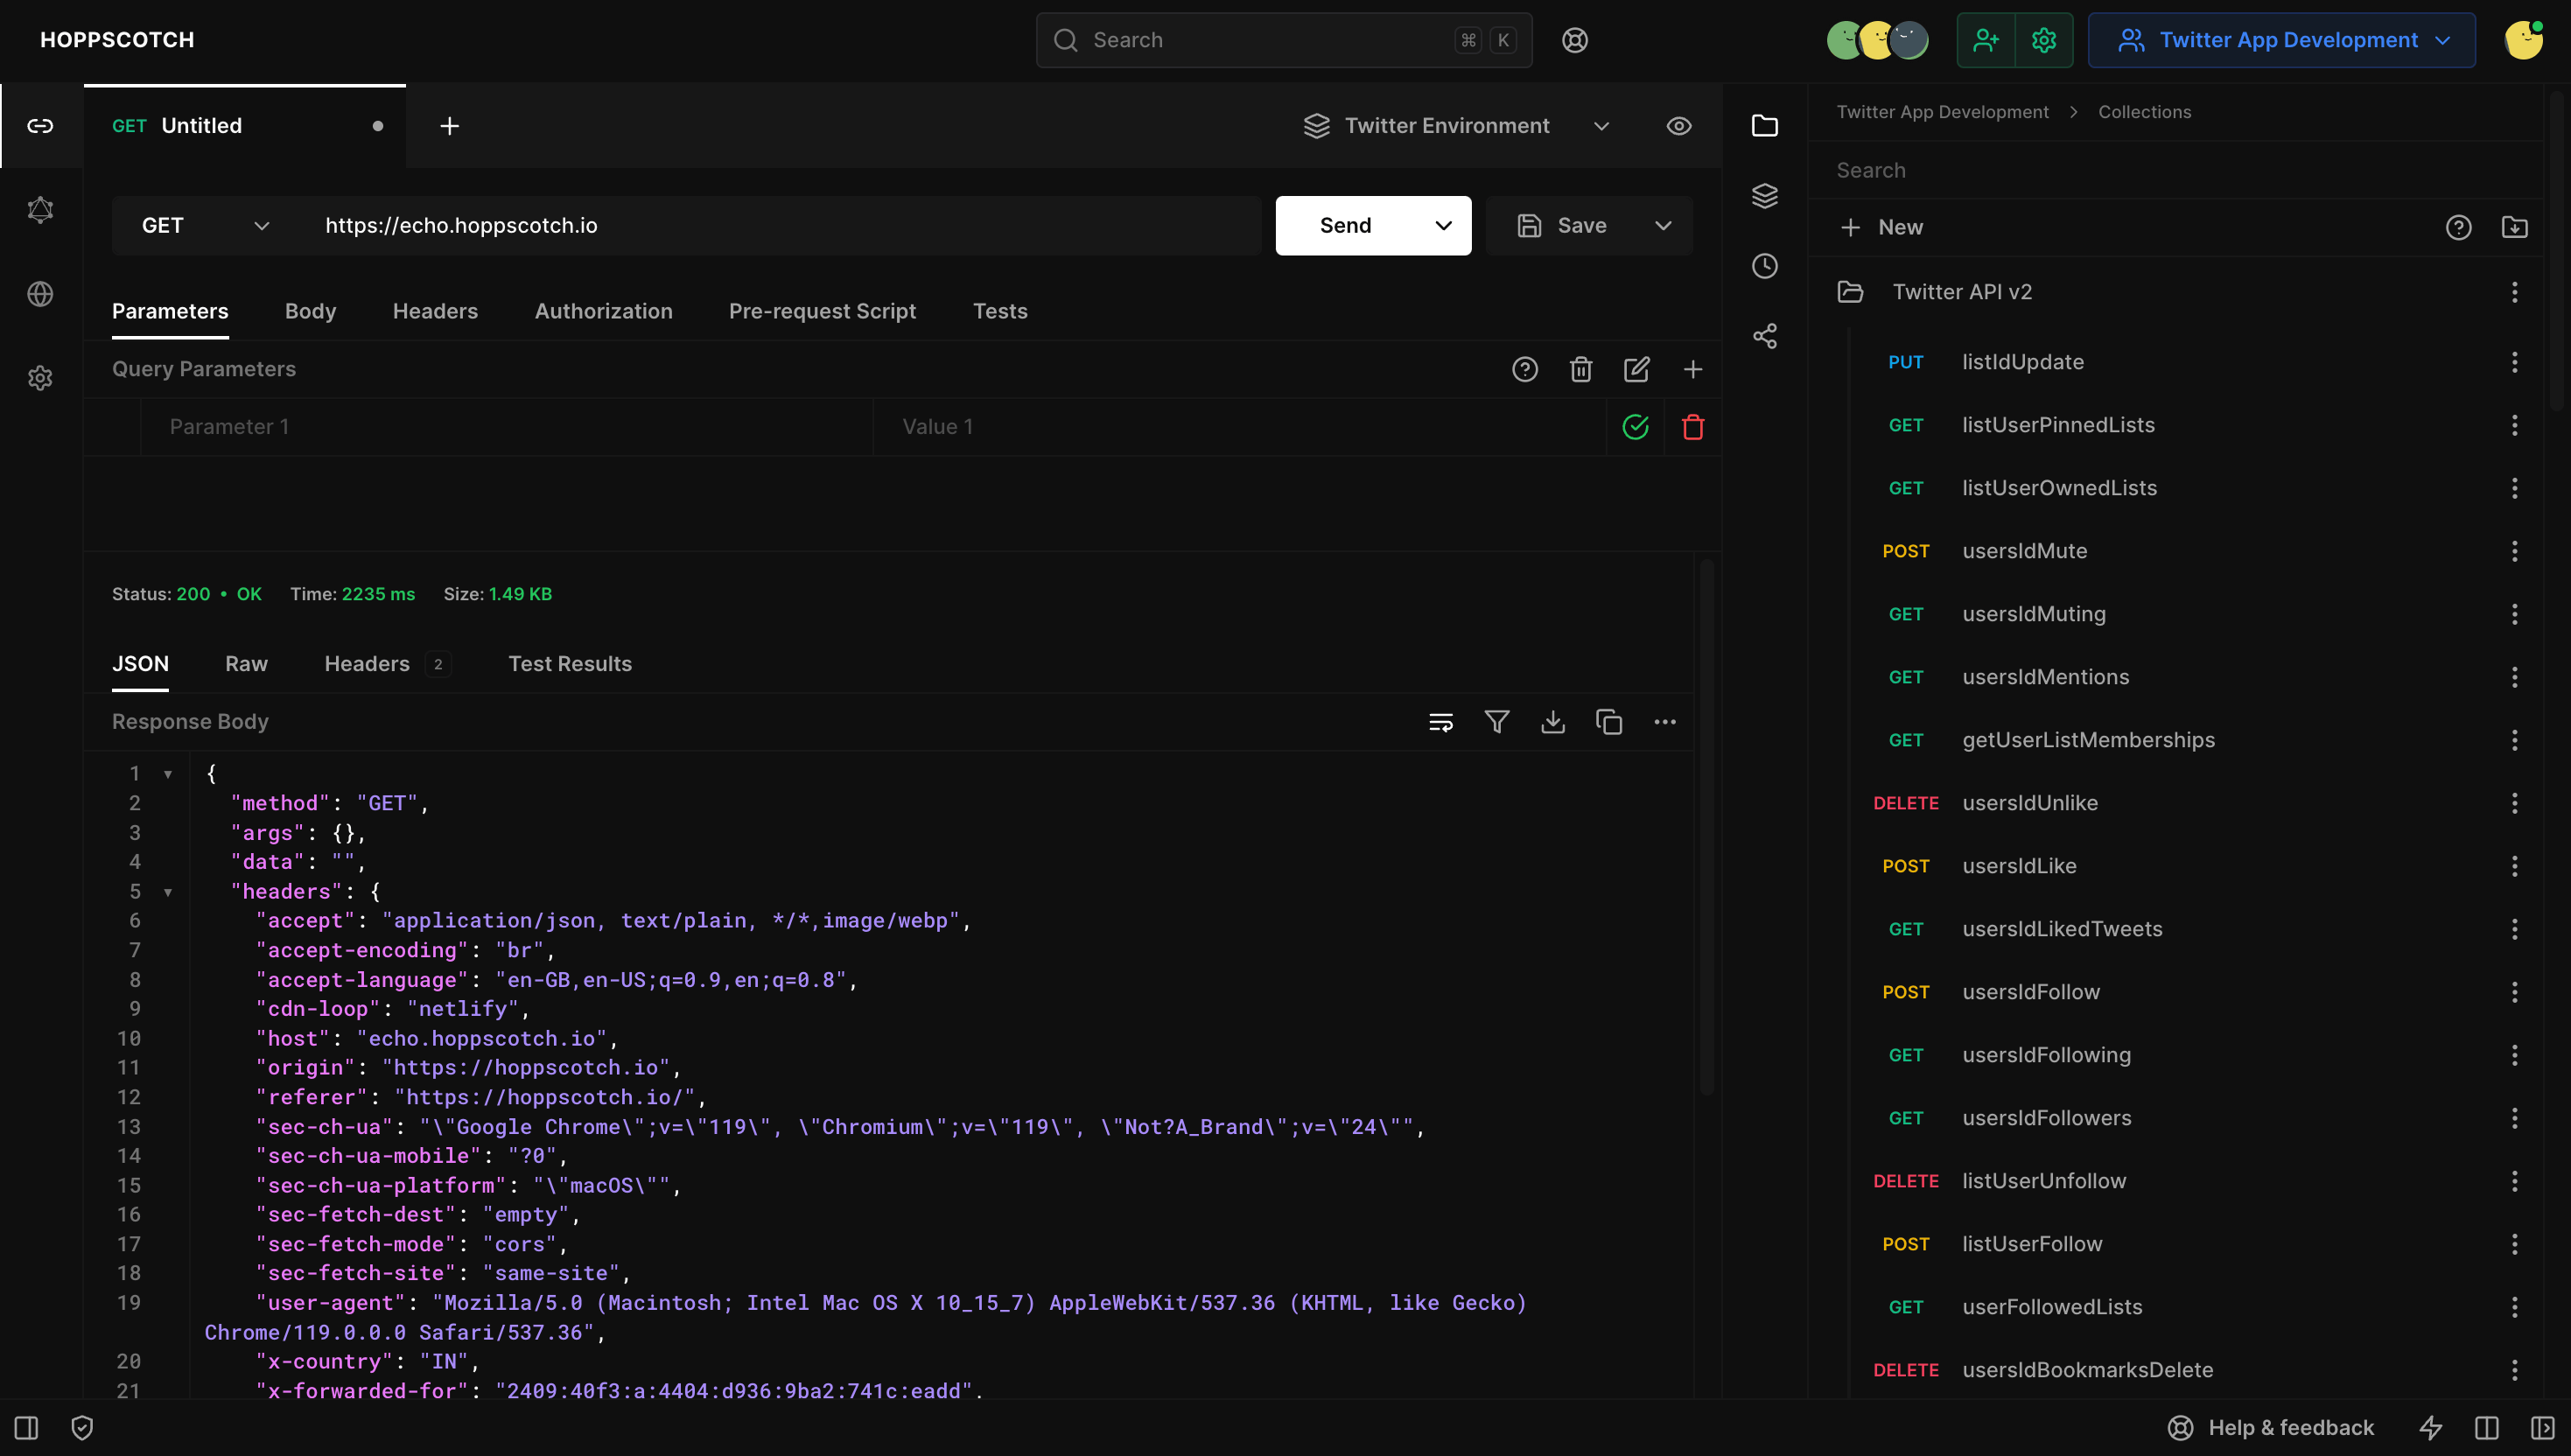 HOPPSCOTCH
Search ⌘ K
Twitter App Development
GET Untitled
Twitter Environment
GET https://echo.hoppscotch.io Send Save
Parameters Body Headers Authorization Pre-request Script Tests
Query Parameters
Parameter 1 Value 1
Status: 200 • OK Time: 2235 ms Size: 1.49 KB
JSON Raw Headers 2 Test Results
Response Body
1 {
2 "method": "GET",
3 "args": {},
4 "data": "",
5 "headers": {
6 "accept": "application/json, text/plain, */*,image/webp",
7 "accept-encoding": "br",
8 "accept-language": "en-GB,en-US;q=0.9,en;q=0.8",
9 "cdn-loop": "netlify",
10 "host": "echo.hoppscotch.io",
11 "origin": "https://hoppscotch.io",
12 "referer": "https://hoppscotch.io/",
13 "sec-ch-ua": "\"Google Chrome\";v=\"119\", \"Chromium\";v=\"119\", \"Not?A_Brand\";v=\"24\"",
14 "sec-ch-ua-mobile": "?0",
15 "sec-ch-ua-platform": "\"macOS\"",
16 "sec-fetch-dest": "empty",
17 "sec-fetch-mode": "cors",
18 "sec-fetch-site": "same-site",
19 "user-agent": "Mozilla/5.0 (Macintosh; Intel Mac OS X 10_15_7) AppleWebKit/537.36 (KHTML, like Gecko)
Chrome/119.0.0.0 Safari/537.36",
20 "x-country": "IN",
21 "x-forwarded-for": "2409:40f3:a:4404:d936:9ba2:741c:eadd",
Twitter App Development > Collections
Search
New
Twitter API v2
PUT listIdUpdate
GET listUserPinnedLists
GET listUserOwnedLists
POST usersIdMute
GET usersIdMuting
GET usersIdMentions
GET getUserListMemberships
DELETE usersIdUnlike
POST usersIdLike
GET usersIdLikedTweets
POST usersIdFollow
GET usersIdFollowing
GET usersIdFollowers
DELETE listUserUnfollow
POST listUserFollow
GET userFollowedLists
DELETE usersIdBookmarksDelete
Help & feedback